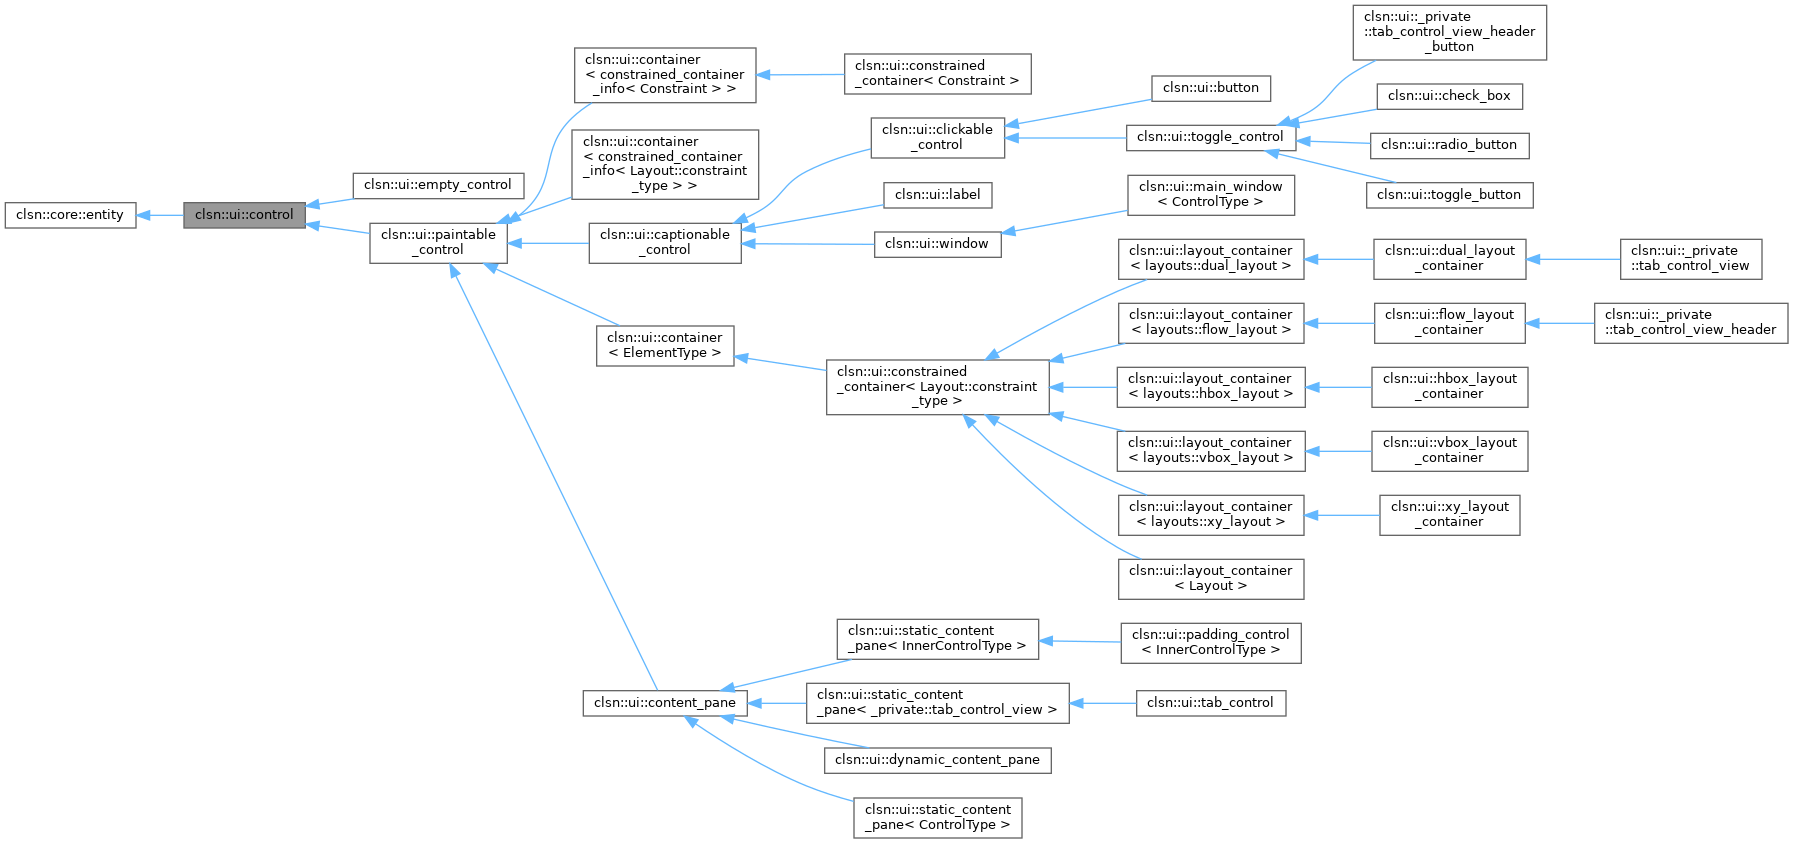 clsn::core::entity
clsn::ui::control
clsn::ui::empty_control
clsn::ui::paintable
_control
clsn::ui::container
< constrained_container
_info< Constraint > >
clsn::ui::constrained
_container< Constraint >
clsn::ui::container
< constrained_container
_info< Layout::constraint
_type > >
clsn::ui::captionable
_control
clsn::ui::clickable
_control
clsn::ui::button
clsn::ui::toggle_control
clsn::ui::_private
::tab_control_view_header
_button
clsn::ui::check_box
clsn::ui::radio_button
clsn::ui::toggle_button
clsn::ui::label
clsn::ui::window
clsn::ui::main_window
< ControlType >
clsn::ui::container
< ElementType >
clsn::ui::constrained
_container< Layout::constraint
_type >
clsn::ui::layout_container
< layouts::dual_layout >
clsn::ui::dual_layout
_container
clsn::ui::_private
::tab_control_view
clsn::ui::layout_container
< layouts::flow_layout >
clsn::ui::flow_layout
_container
clsn::ui::_private
::tab_control_view_header
clsn::ui::layout_container
< layouts::hbox_layout >
clsn::ui::hbox_layout
_container
clsn::ui::layout_container
< layouts::vbox_layout >
clsn::ui::vbox_layout
_container
clsn::ui::layout_container
< layouts::xy_layout >
clsn::ui::xy_layout
_container
clsn::ui::layout_container
< Layout >
clsn::ui::content_pane
clsn::ui::static_content
_pane< InnerControlType >
clsn::ui::padding_control
< InnerControlType >
clsn::ui::static_content
_pane< _private::tab_control_view >
clsn::ui::tab_control
clsn::ui::dynamic_content_pane
clsn::ui::static_content
_pane< ControlType >